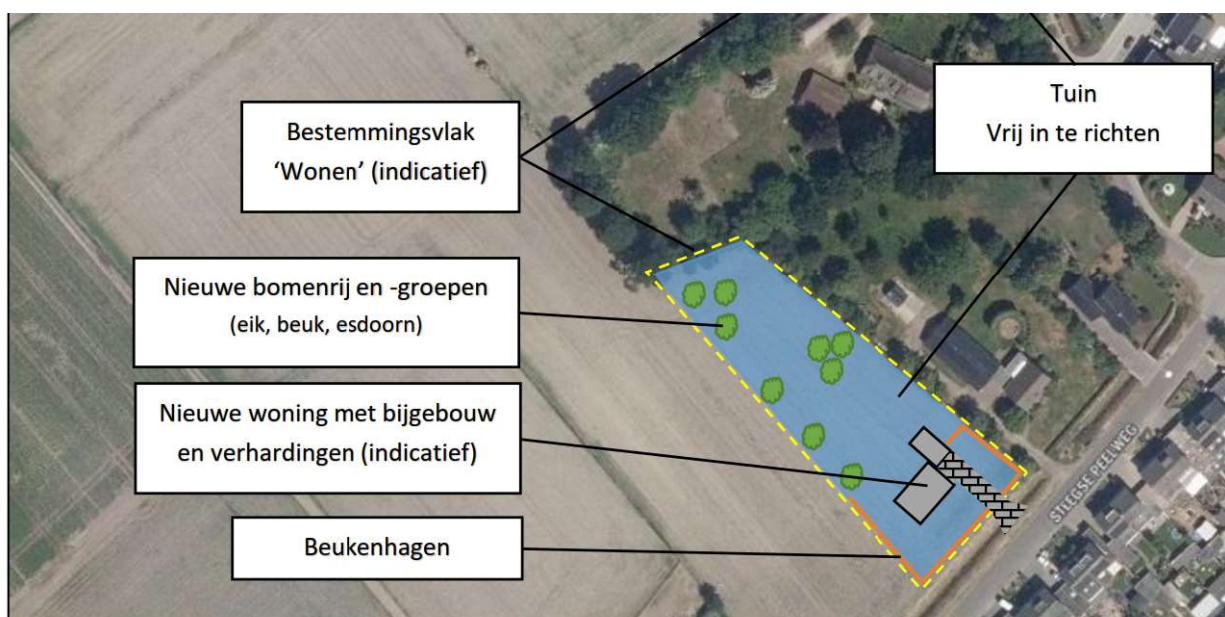 Bestemmingsvlak
‘Wonen’ (indicatief)
Tuin
Vrij in te richten
Nieuwe bomenrij en -groepen
(eik, beuk, esdoorn)
Nieuwe woning met bijgebouw
en verhardingen (indicatief)
Beukenhagen
STEEGSE PEELWEG